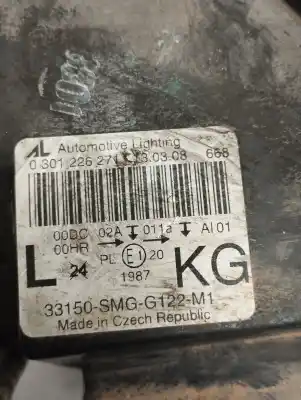 AL Automotive Lighting
0 301 226 271 13.03.08 668
00DC 02A 011a AI 01
00HR PL E1 20
L 24 1987 KG
33150-SMG-G122-M1
Made in Czech Republic